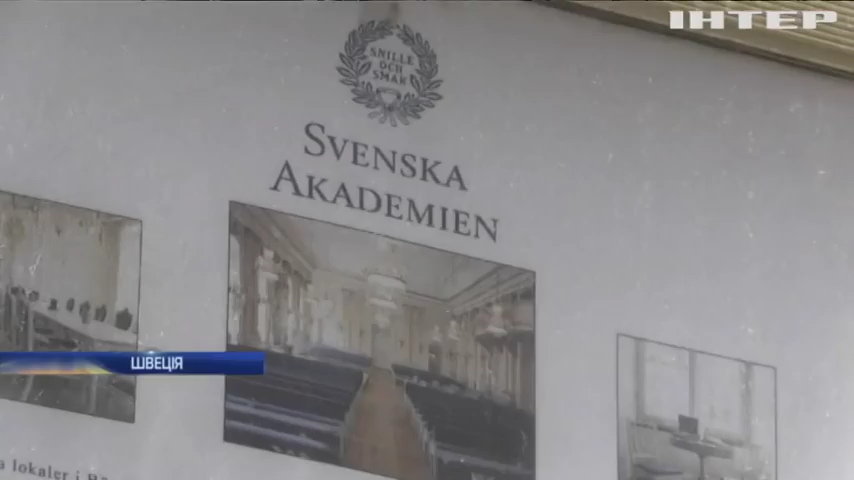 ІНТЕР
SNILLE
OCH
SMAK
SVENSKA
AKADEMIEN
ШВЕЦІЯ
lokaler i